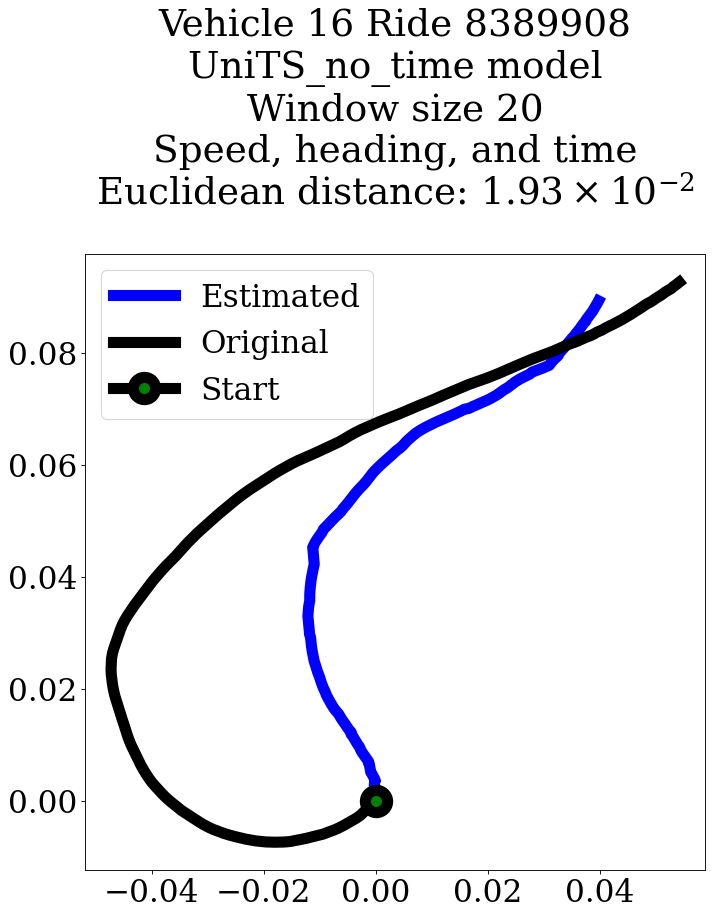 Vehicle 16 Ride 8389908
UniTS_no_time model
Window size 20
Speed, heading, and time
Euclidean distance: 1.93 × 10⁻²
Estimated
Original
Start
0.08
0.06
0.04
0.02
0.00
−0.04 −0.02 0.00 0.02 0.04